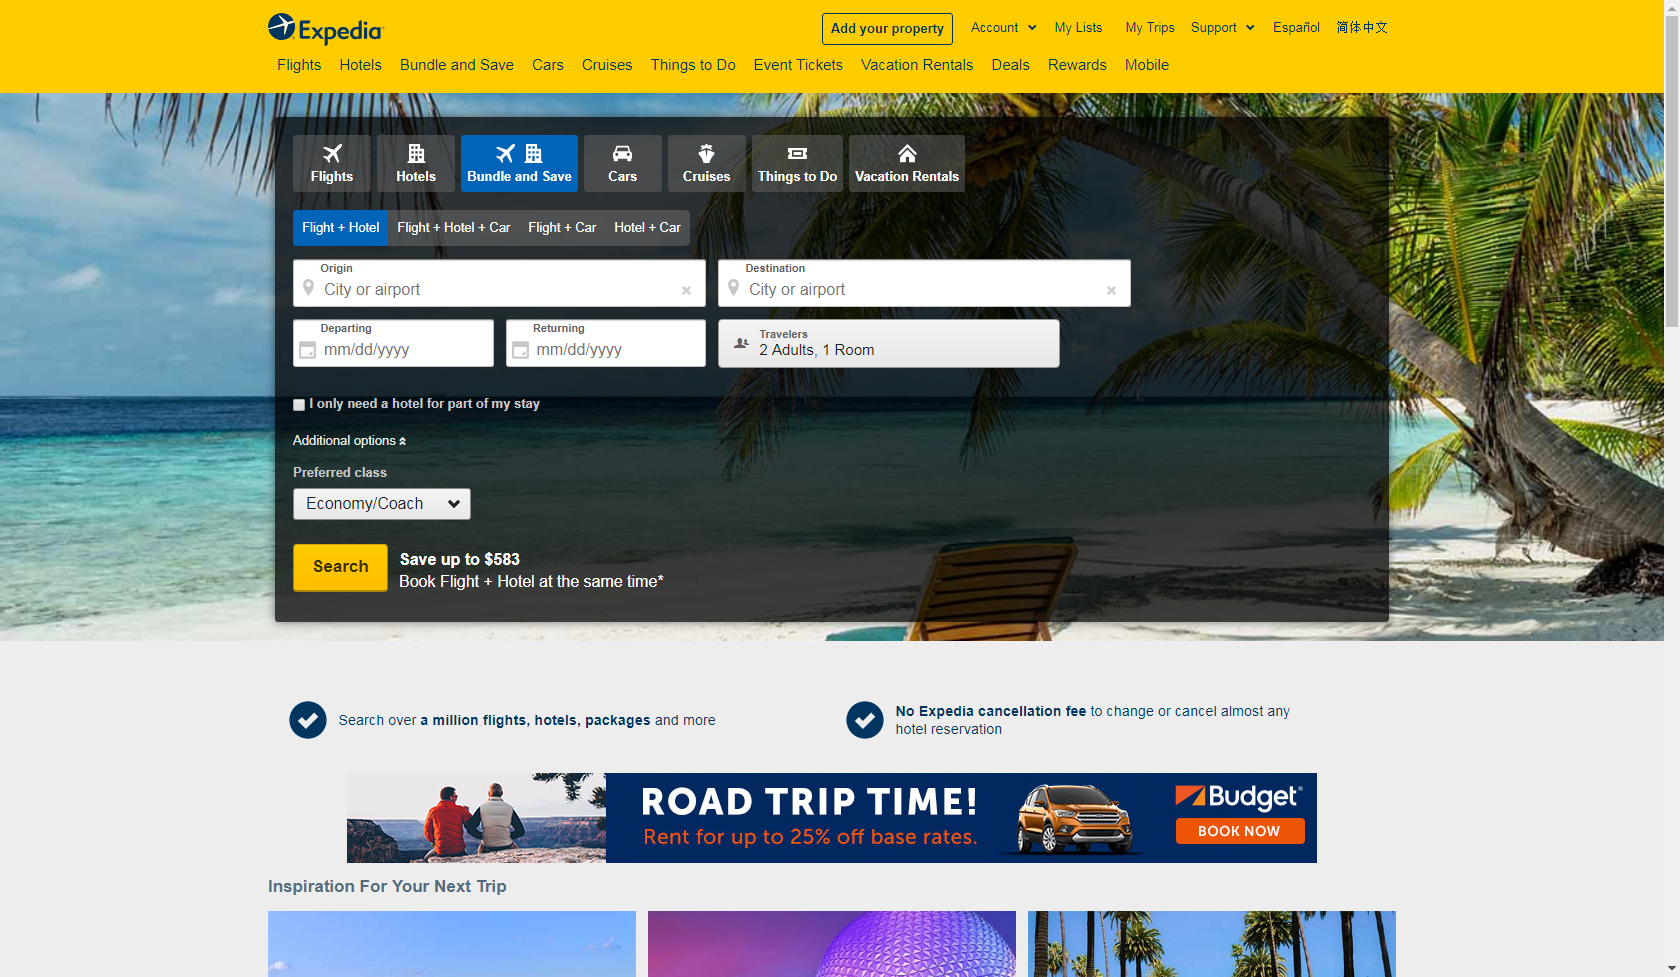 Expedia
Add your property
Account
My Lists
My Trips
Support
Español
简体中文
Flights
Hotels
Bundle and Save
Cars
Cruises
Things to Do
Event Tickets
Vacation Rentals
Deals
Rewards
Mobile
Flights
Hotels
Bundle and Save
Cars
Cruises
Things to Do
Vacation Rentals
Flight + Hotel
Flight + Hotel + Car
Flight + Car
Hotel + Car
Origin
City or airport
Destination
City or airport
Departing
mm/dd/yyyy
Returning
mm/dd/yyyy
Travelers
2 Adults, 1 Room
I only need a hotel for part of my stay
Additional options
Preferred class
Economy/Coach
Search
Save up to $583
Book Flight + Hotel at the same time*
Search over a million flights, hotels, packages and more
No Expedia cancellation fee to change or cancel almost any
hotel reservation
ROAD TRIP TIME!
Rent for up to 25% off base rates.
Budget®
BOOK NOW
Inspiration For Your Next Trip